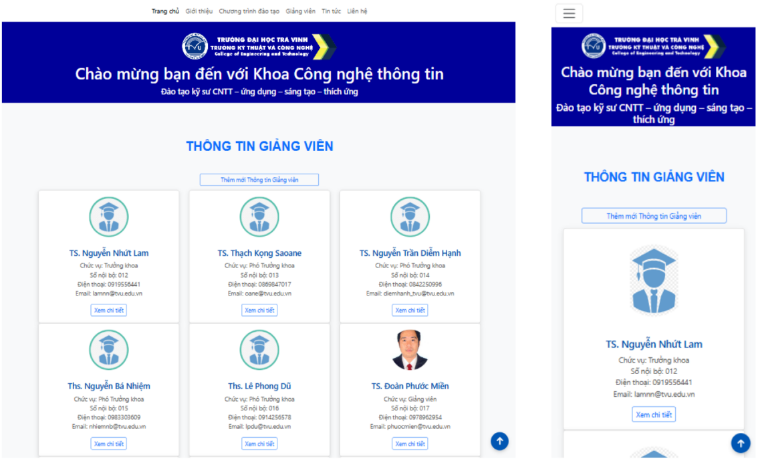 Trang chủ Giới thiệu Chương trình đào tạo Giảng viên Tin tức Liên hệ
TRƯỜNG ĐẠI HỌC TRÀ VINH
TRƯỜNG KỸ THUẬT VÀ CÔNG NGHỆ
College of Engineering and Technology
Chào mừng bạn đến với Khoa Công nghệ thông tin
Đào tạo kỹ sư CNTT – ứng dụng – sáng tạo – thích ứng
THÔNG TIN GIẢNG VIÊN
Thêm mới Thông tin Giảng viên
TS. Nguyễn Nhứt Lam
Chức vụ: Trưởng khoa
Số nội bộ: 012
Điện thoại: 0919556441
Email: lamnn@tvu.edu.vn
Xem chi tiết
TS. Thạch Kọng Saoane
Chức vụ: Phó Trưởng khoa
Số nội bộ: 013
Điện thoại: 0869847017
Email: oane@tvu.edu.vn
Xem chi tiết
TS. Nguyễn Trần Diễm Hạnh
Chức vụ: Phó Trưởng khoa
Số nội bộ: 014
Điện thoại: 0842250996
Email: diemhanh_tvu@tvu.edu.vn
Xem chi tiết
Ths. Nguyễn Bá Nhiệm
Chức vụ: Phó Trưởng khoa
Số nội bộ: 015
Điện thoại: 0983303609
Email: nhiemnb@tvu.edu.vn
Xem chi tiết
Ths. Lê Phong Dũ
Chức vụ: Phó Trưởng khoa
Số nội bộ: 016
Điện thoại: 0914256578
Email: lpdu@tvu.edu.vn
Xem chi tiết
TS. Đoàn Phước Miền
Chức vụ: Giảng viên
Số nội bộ: 017
Điện thoại: 0978962954
Email: phuocmien@tvu.edu.vn
Xem chi tiết
TRƯỜNG ĐẠI HỌC TRÀ VINH
TRƯỜNG KỸ THUẬT VÀ CÔNG NGHỆ
College of Engineering and Technology
Chào mừng bạn đến với Khoa
Công nghệ thông tin
Đào tạo kỹ sư CNTT – ứng dụng – sáng tạo –
thích ứng
THÔNG TIN GIẢNG VIÊN
Thêm mới Thông tin Giảng viên
TS. Nguyễn Nhứt Lam
Chức vụ: Trưởng khoa
Số nội bộ: 012
Điện thoại: 0919556441
Email: lamnn@tvu.edu.vn
Xem chi tiết